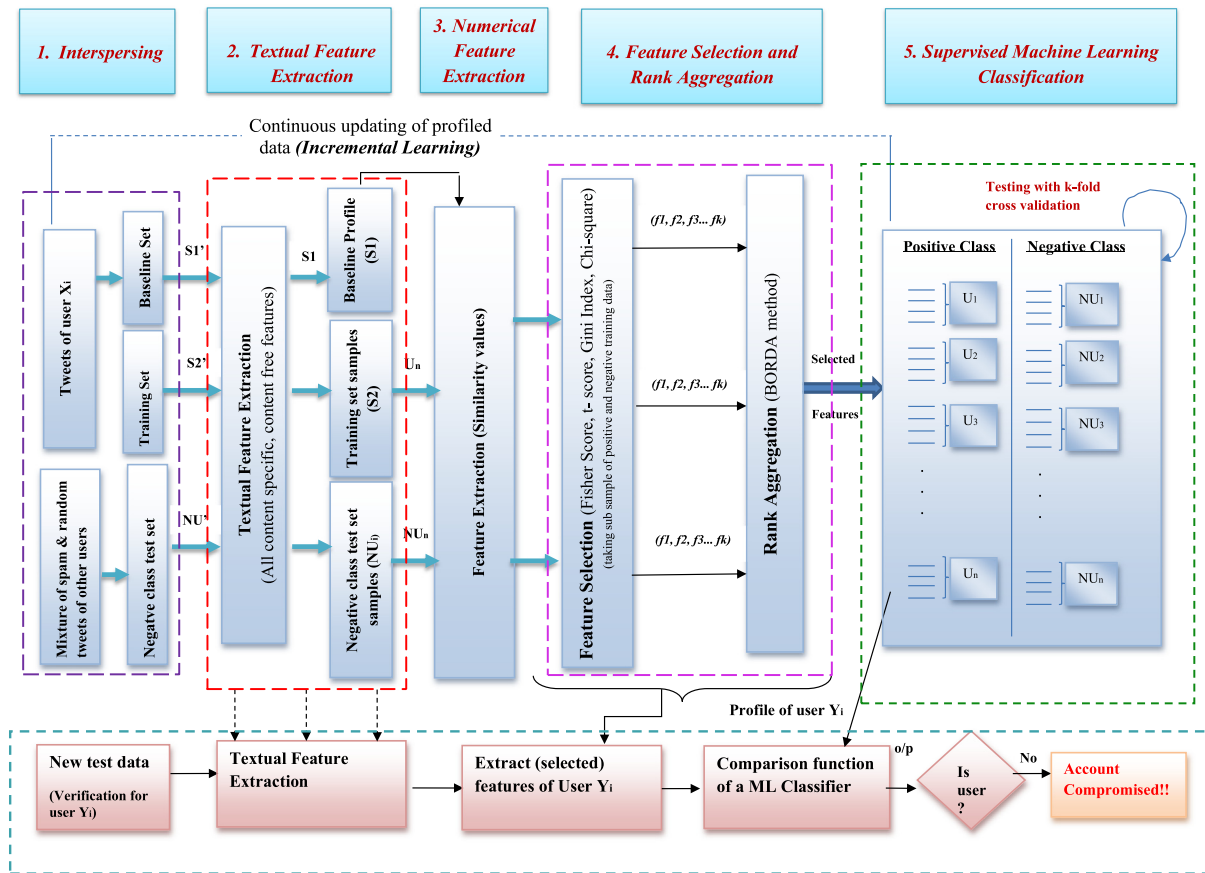 1. Interspersing
2. Textual Feature
Extraction
3. Numerical
Feature
Extraction
4. Feature Selection and
Rank Aggregation
5. Supervised Machine Learning
Classification
Continuous updating of profiled
data (Incremental Learning)
Tweets of user Xi
Baseline Set
Training Set
Mixture of spam & random
tweets of other users
Negatve class test set
S1’
S2’
NU’
Textual Feature Extraction
(All content specific, content free features)
S1
Baseline Profile
(S1)
Training set samples
(S2)
Negative class test set
samples (NUi)
Un
NUn
Feature Extraction (Similarity values)
Feature Selection (Fisher Score, t- score, Gini Index, Chi-square)
(taking sub sample of positive and negative training data)
(f1, f2, f3... fk)
(f1, f2, f3... fk)
(f1, f2, f3... fk)
Rank Aggregation (BORDA method)
Selected
Features
Testing with k-fold
cross validation
Positive Class
Negative Class
U1
NU1
U2
NU2
U3
NU3
Un
NUn
Profile of user Yi
New test data
(Verification for
user Yi)
Textual Feature
Extraction
Extract (selected)
features of User Yi
Comparison function
of a ML Classifier
o/p
Is
user
?
No
Account
Compromised!!